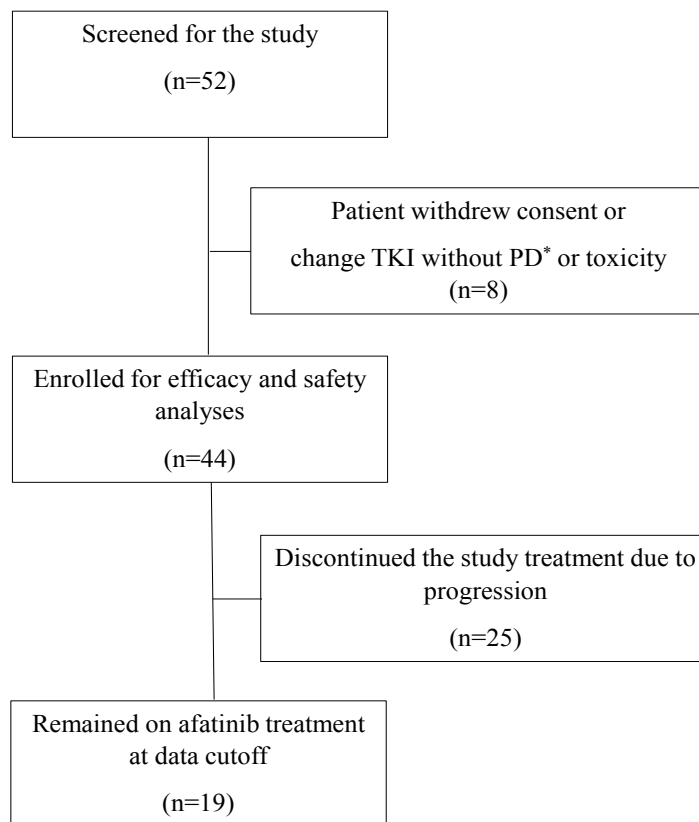 Screened for the study
(n=52)
Patient withdrew consent or
change TKI without PD* or toxicity
(n=8)
Enrolled for efficacy and safety
analyses
(n=44)
Discontinued the study treatment due to
progression
(n=25)
Remained on afatinib treatment
at data cutoff
(n=19)